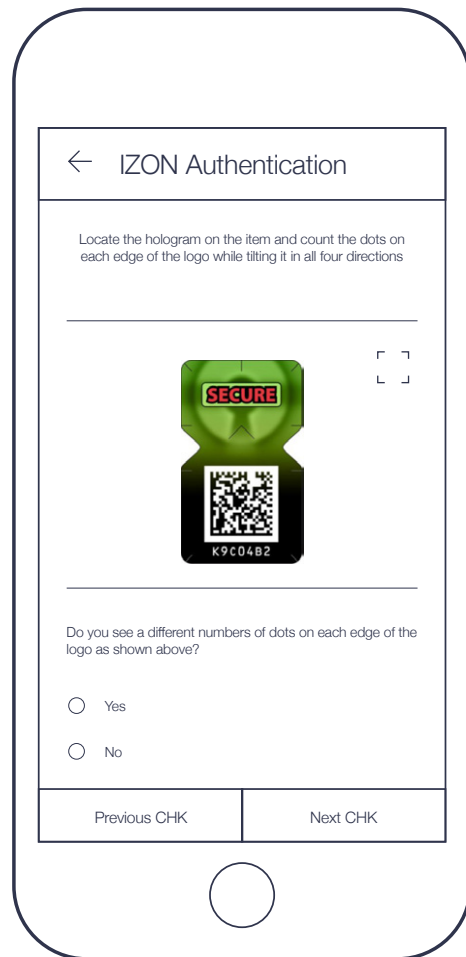 IZON Authentication
Locate the hologram on the item and count the dots on
each edge of the logo while tilting it in all four directions
SECURE
K9C04B2
Do you see a different numbers of dots on each edge of the
logo as shown above?
Yes
No
Previous CHK
Next CHK